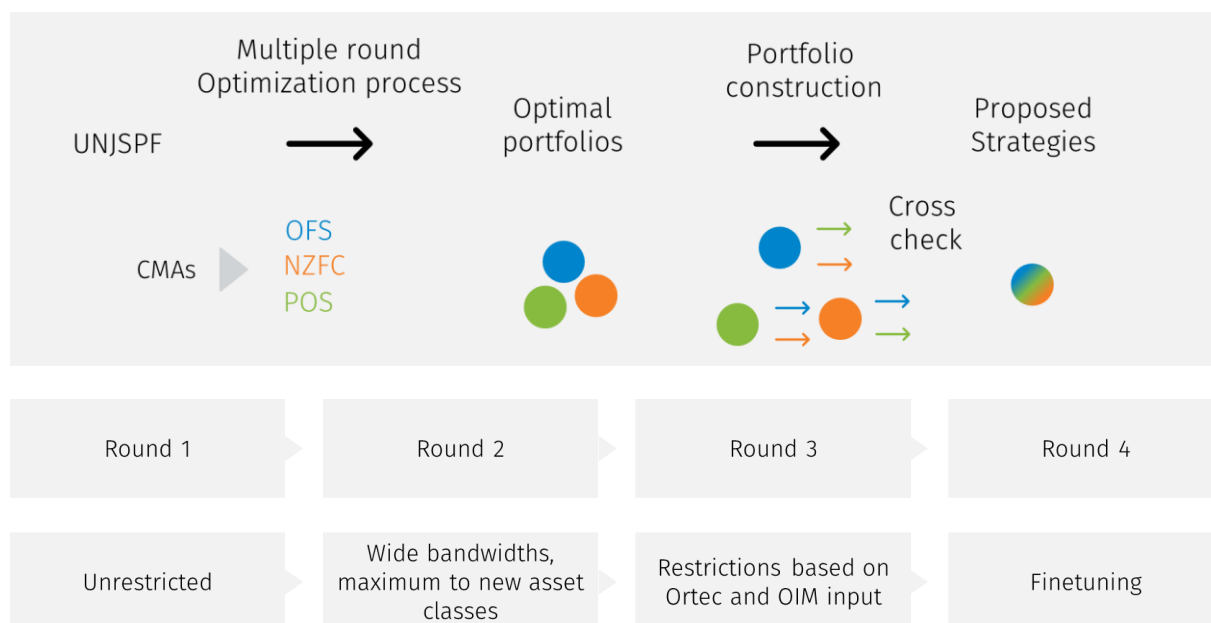 Multiple round
Optimization process
Portfolio
construction
UNJSPF
Optimal
portfolios
Proposed
Strategies
CMAs
OFS
NZFC
POS
Cross
check
Round 1
Round 2
Round 3
Round 4
Unrestricted
Wide bandwidths,
maximum to new asset
classes
Restrictions based on
Ortec and OIM input
Finetuning